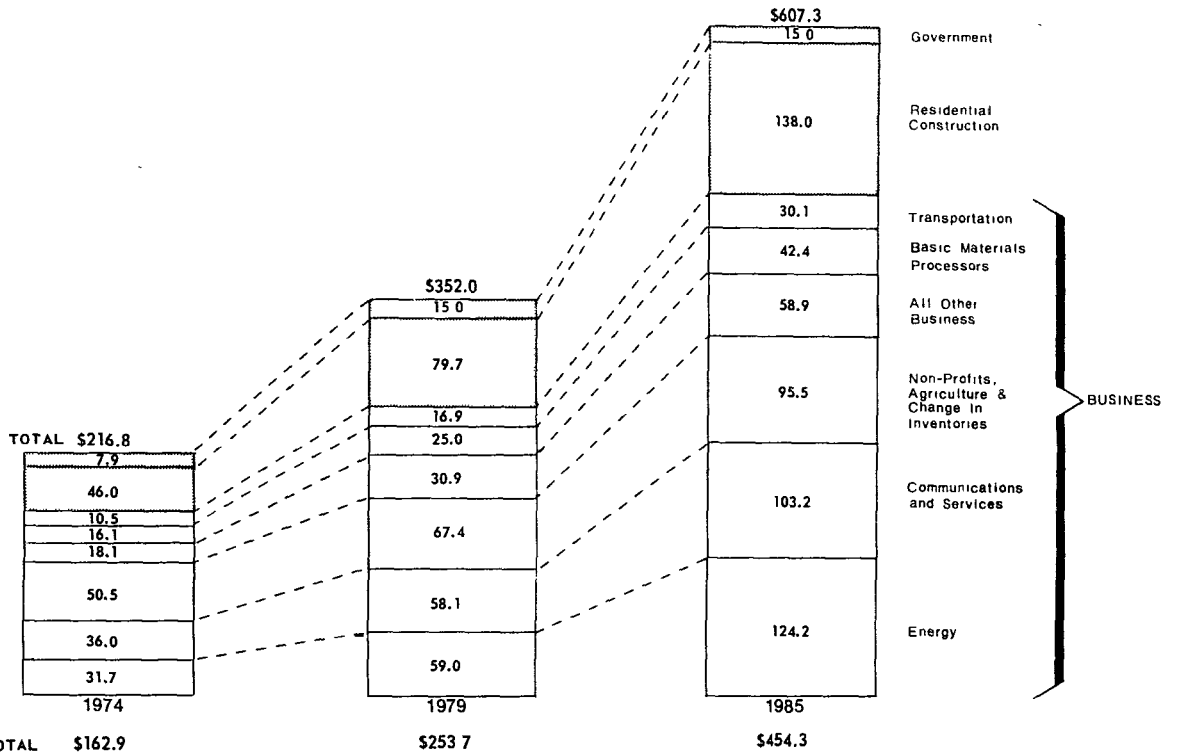 $607.3
15 0
Government
138.0
Residential
Construction
30.1
Transportation
42.4
Basic Materials
Processors
58.9
All Other
Business
95.5
Non-Profits,
Agriculture &
Change In
Inventories
BUSINESS
103.2
Communications
and Services
124.2
Energy
1985
$352.0
15 0
79.7
16.9
25.0
30.9
67.4
58.1
59.0
1979
TOTAL $216.8
7.9
46.0
10.5
16.1
18.1
50.5
36.0
31.7
1974
$162.9
$253 7
$454.3